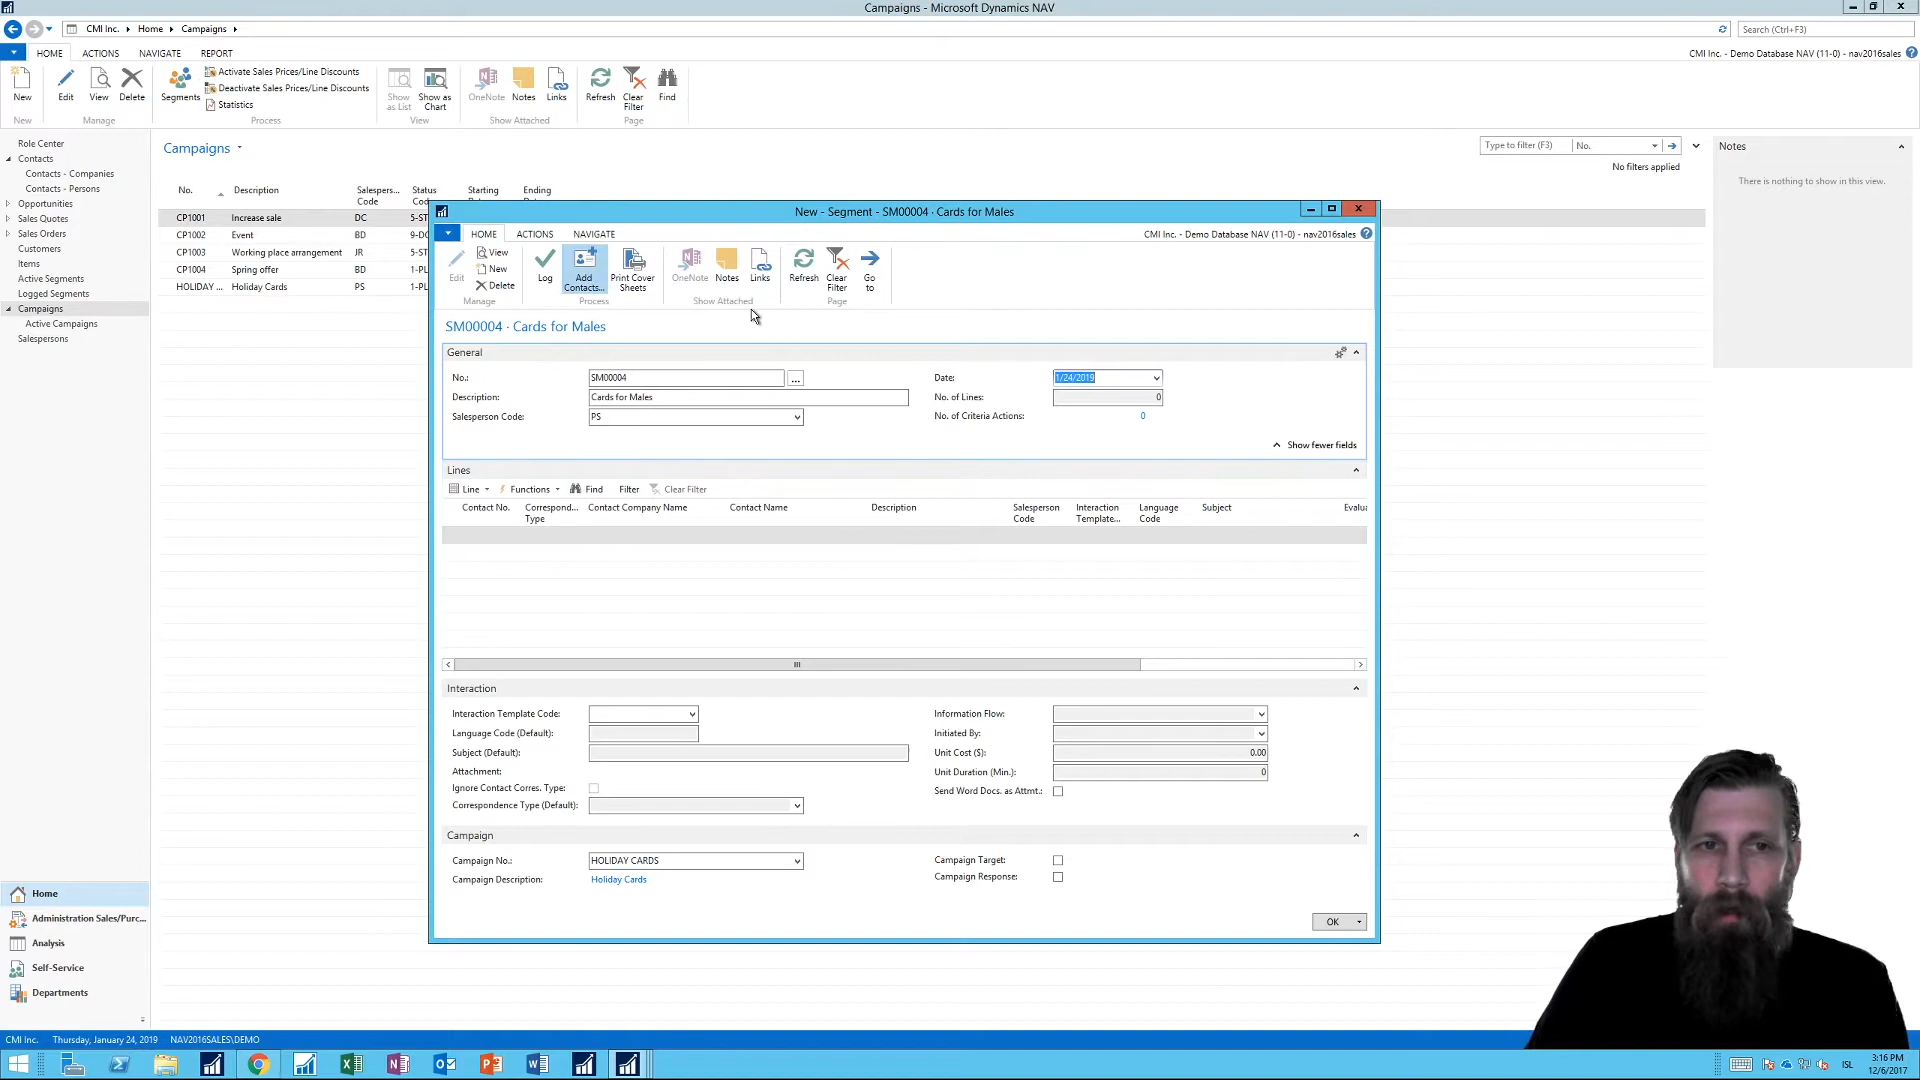 Campaigns - Microsoft Dynamics NAV
CMI Inc. Home Campaigns
Search (Ctrl+F3)
HOME ACTIONS NAVIGATE REPORT
CMI Inc. - Demo Database NAV (11-0) - nav2016sales
New
Edit
View
Delete
Segments
Activate Sales Prices/Line Discounts
Deactivate Sales Prices/Line Discounts
Statistics
Show as List
Show as Chart
OneNote
Notes
Links
Refresh
Clear Filter
Find
New
Manage
Process
View
Show Attached
Page
Role Center
Contacts
Contacts - Companies
Contacts - Persons
Opportunities
Sales Quotes
Sales Orders
Customers
Items
Active Segments
Logged Segments
Campaigns
Active Campaigns
Salespersons
Campaigns
Type to filter (F3) No.
No filters applied
Notes
There is nothing to show in this view.
No. Description Salespers... Code Status Starting Ending
CP1001 Increase sale DC 5-ST
CP1002 Event BD 9-DO
CP1003 Working place arrangement JR 5-ST
CP1004 Spring offer BD 1-PL
HOLIDAY ... Holiday Cards PS 1-PL
New - Segment - SM00004 · Cards for Males
HOME ACTIONS NAVIGATE
CMI Inc. - Demo Database NAV (11-0) - nav2016sales
Edit
View
New
Delete
Log
Add Contacts...
Print Cover Sheets
OneNote
Notes
Links
Refresh
Clear Filter
Go to
Manage
Process
Show Attached
Page
SM00004 · Cards for Males
General
No.: SM00004 ...
Description: Cards for Males
Salesperson Code: PS
Date: 1/24/2019
No. of Lines: 0
No. of Criteria Actions: 0
Show fewer fields
Lines
Line Functions Find Filter Clear Filter
Contact No. Correspond... Type Contact Company Name Contact Name Description Salesperson Code Interaction Template... Language Code Subject Evalua
Interaction
Interaction Template Code:
Language Code (Default):
Subject (Default):
Attachment:
Ignore Contact Corres. Type:
Correspondence Type (Default):
Information Flow:
Initiated By:
Unit Cost ($): 0.00
Unit Duration (Min.): 0
Send Word Docs. as Attmt.:
Campaign
Campaign No.: HOLIDAY CARDS
Campaign Description: Holiday Cards
Campaign Target:
Campaign Response:
OK
Home
Administration Sales/Purc...
Analysis
Self-Service
Departments
CMI Inc. Thursday, January 24, 2019 NAV2016SALES\DEMO
ISL
3:16 PM
12/6/2017